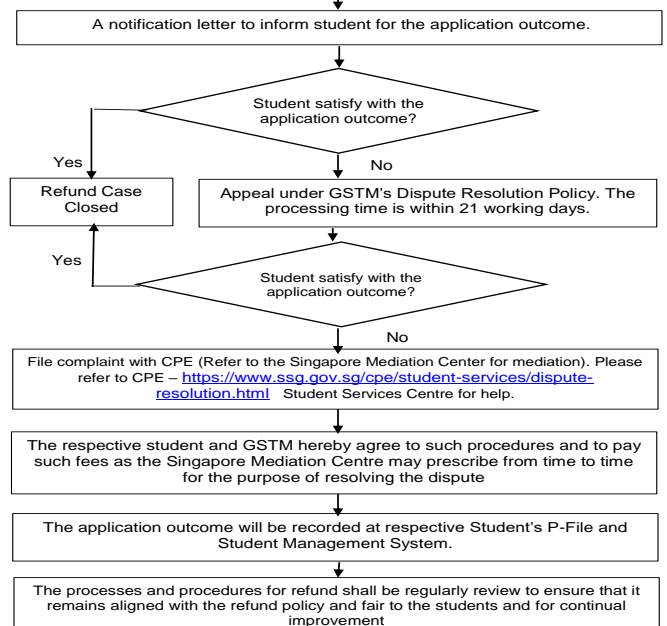 A notification letter to inform student for the application outcome.
Student satisfy with the
application outcome?
Yes
No
Refund Case
Closed
Appeal under GSTM's Dispute Resolution Policy. The
processing time is within 21 working days.
Yes
Student satisfy with the
application outcome?
No
File complaint with CPE (Refer to the Singapore Mediation Center for mediation). Please
refer to CPE – https://www.ssg.gov.sg/cpe/student-services/dispute-
resolution.html Student Services Centre for help.
The respective student and GSTM hereby agree to such procedures and to pay
such fees as the Singapore Mediation Centre may prescribe from time to time
for the purpose of resolving the dispute
The application outcome will be recorded at respective Student's P-File and
Student Management System.
The processes and procedures for refund shall be regularly review to ensure that it
remains aligned with the refund policy and fair to the students and for continual
improvement